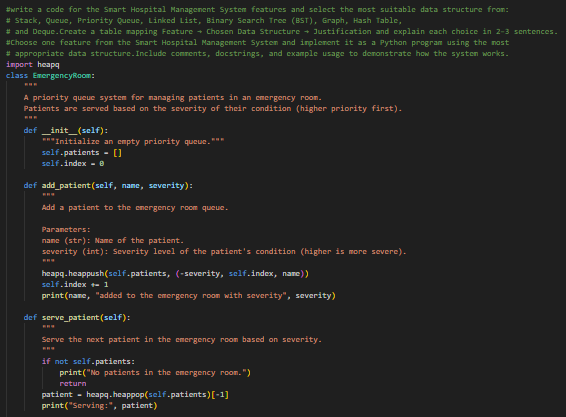 #write a code for the Smart Hospital Management System features and select the most suitable data structure from:
# Stack, Queue, Priority Queue, Linked List, Binary Search Tree (BST), Graph, Hash Table,
# and Deque.Create a table mapping Feature → Chosen Data Structure → Justification and explain each choice in 2-3 sentences.
#Choose one feature from the Smart Hospital Management System and implement it as a Python program using the most
# appropriate data structure.Include comments, docstrings, and example usage to demonstrate how the system works.
import heapq
class EmergencyRoom:
    """
    A priority queue system for managing patients in an emergency room.
    Patients are served based on the severity of their condition (higher priority first).
    """
    def __init__(self):
        """Initialize an empty priority queue."""
        self.patients = []
        self.index = 0
    def add_patient(self, name, severity):
        """
        Add a patient to the emergency room queue.
        Parameters:
        name (str): Name of the patient.
        severity (int): Severity level of the patient's condition (higher is more severe).
        """
        heapq.heappush(self.patients, (-severity, self.index, name))
        self.index += 1
        print(name, "added to the emergency room with severity", severity)
    def serve_patient(self):
        """
        Serve the next patient in the emergency room based on severity.
        """
        if not self.patients:
            print("No patients in the emergency room.")
            return
        patient = heapq.heappop(self.patients)[-1]
        print("Serving:", patient)